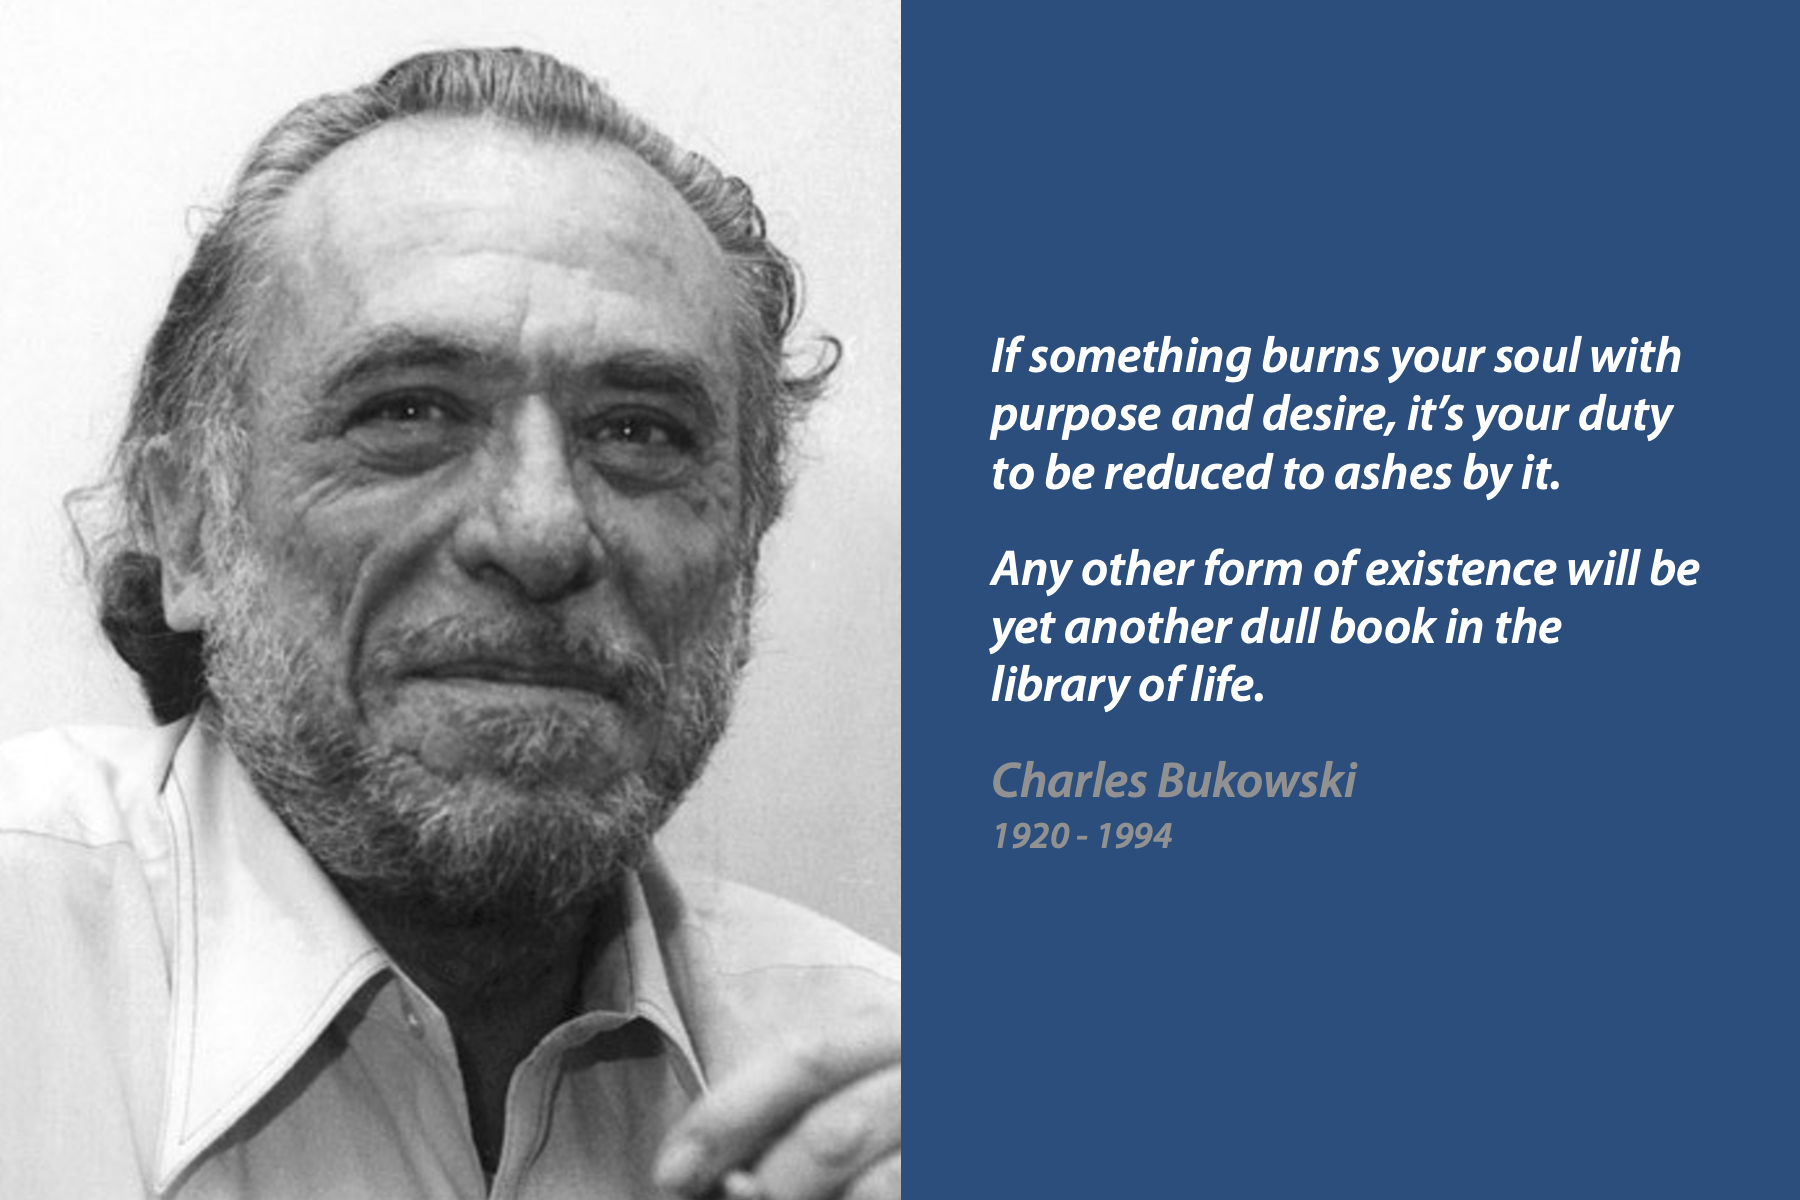 If something burns your soul with
purpose and desire, it’s your duty
to be reduced to ashes by it.
Any other form of existence will be
yet another dull book in the
library of life.
Charles Bukowski
1920 - 1994